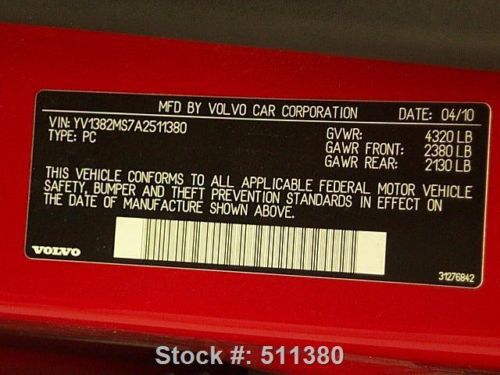 MFD BY VOLVO CAR CORPORATION DATE: 04/10
VIN: YV1382MS7A2511380 GVWR: 4320 LB
TYPE: PC GAWR FRONT: 2380 LB
GAWR REAR: 2130 LB
THIS VEHICLE CONFORMS TO ALL APPLICABLE FEDERAL MOTOR VEHICLE
SAFETY, BUMPER AND THEFT PREVENTION STANDARDS IN EFFECT ON
THE DATE OF MANUFACTURE SHOWN ABOVE.
VOLVO 31276842
Stock #: 511380